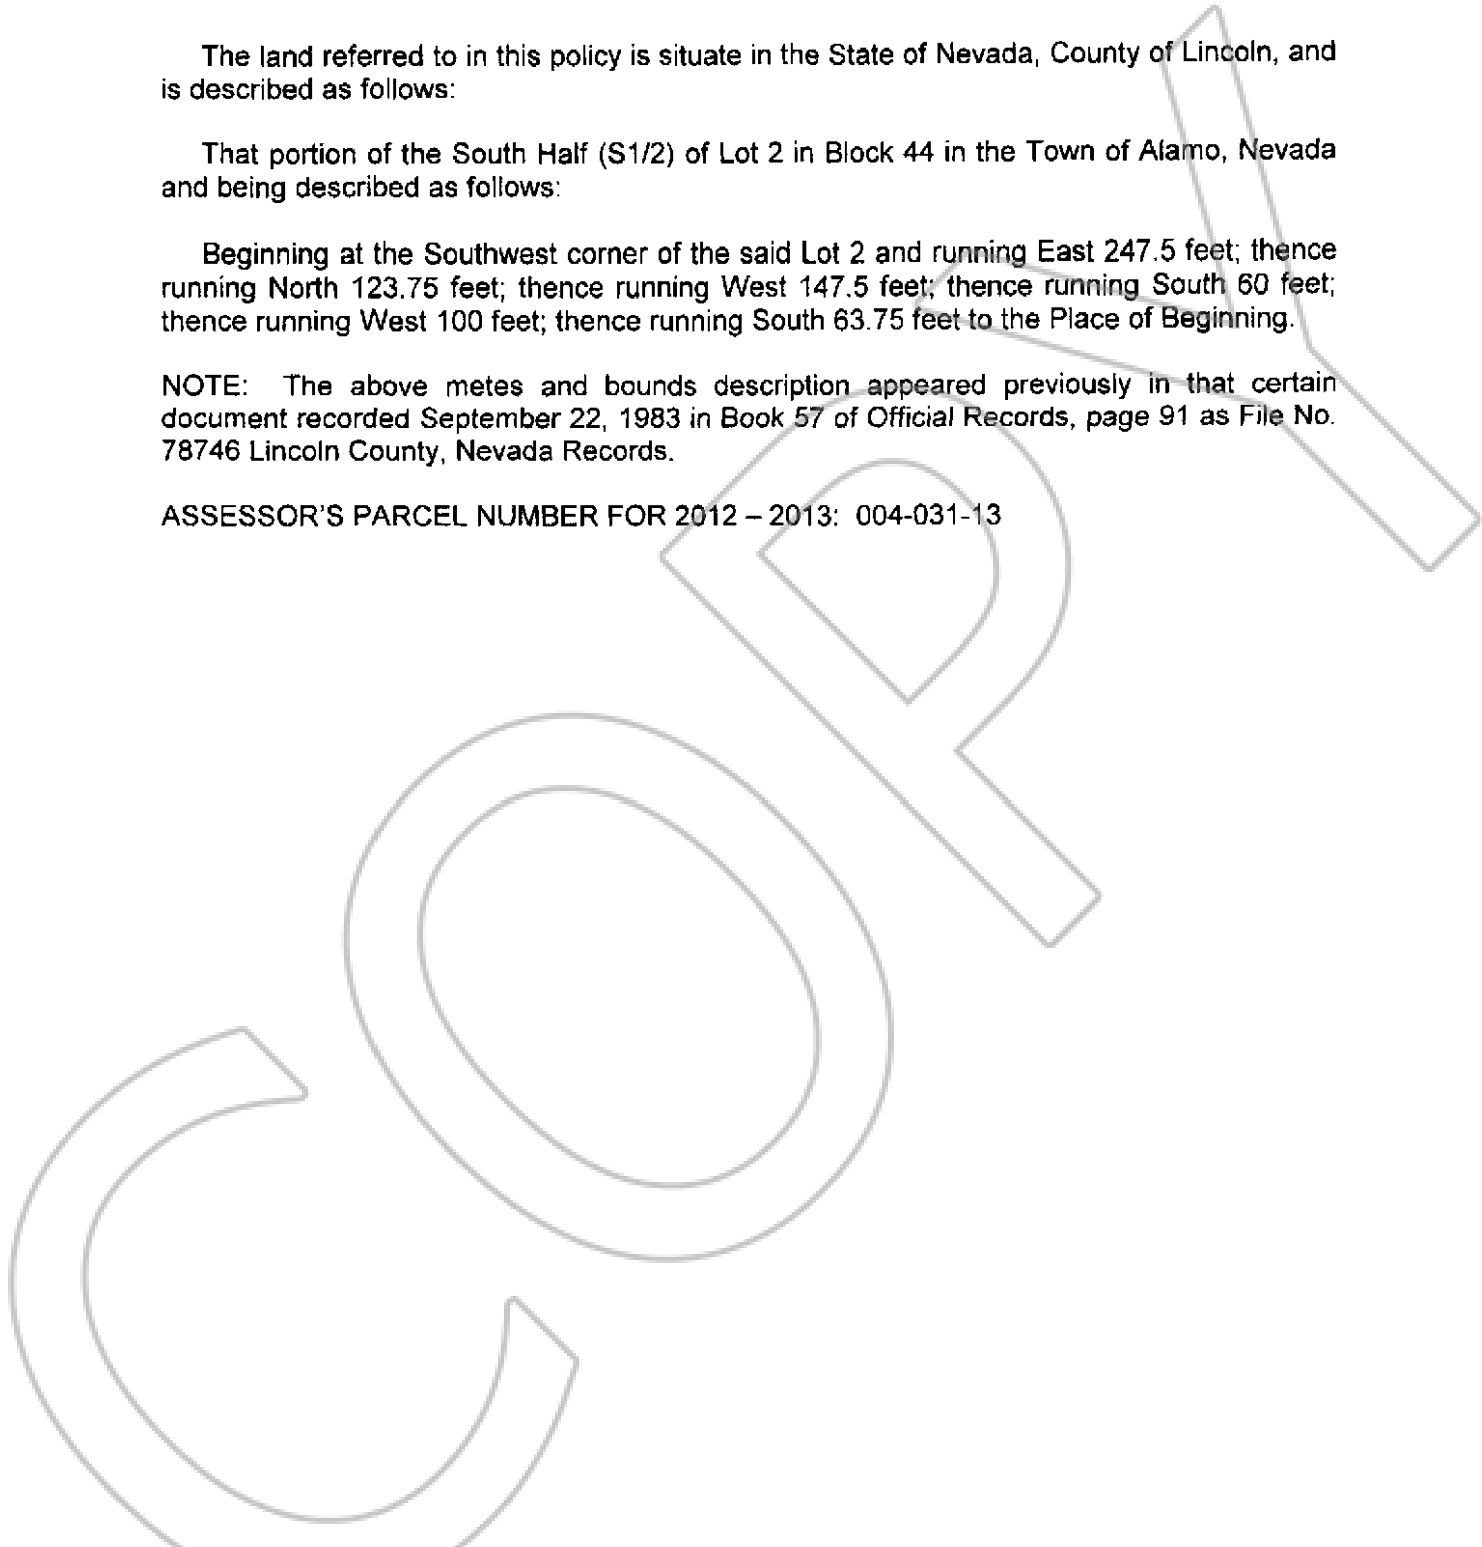 The land referred to in this policy is situate in the State of Nevada, County of Lincoln, and
is described as follows:
That portion of the South Half (S1/2) of Lot 2 in Block 44 in the Town of Alamo, Nevada
and being described as follows:
Beginning at the Southwest corner of the said Lot 2 and running East 247.5 feet; thence
running North 123.75 feet; thence running West 147.5 feet; thence running South 60 feet;
thence running West 100 feet; thence running South 63.75 feet to the Place of Beginning.
NOTE: The above metes and bounds description appeared previously in that certain
document recorded September 22, 1983 in Book 57 of Official Records, page 91 as File No.
78746 Lincoln County, Nevada Records.
ASSESSOR'S PARCEL NUMBER FOR 2012 – 2013: 004-031-13
COPY